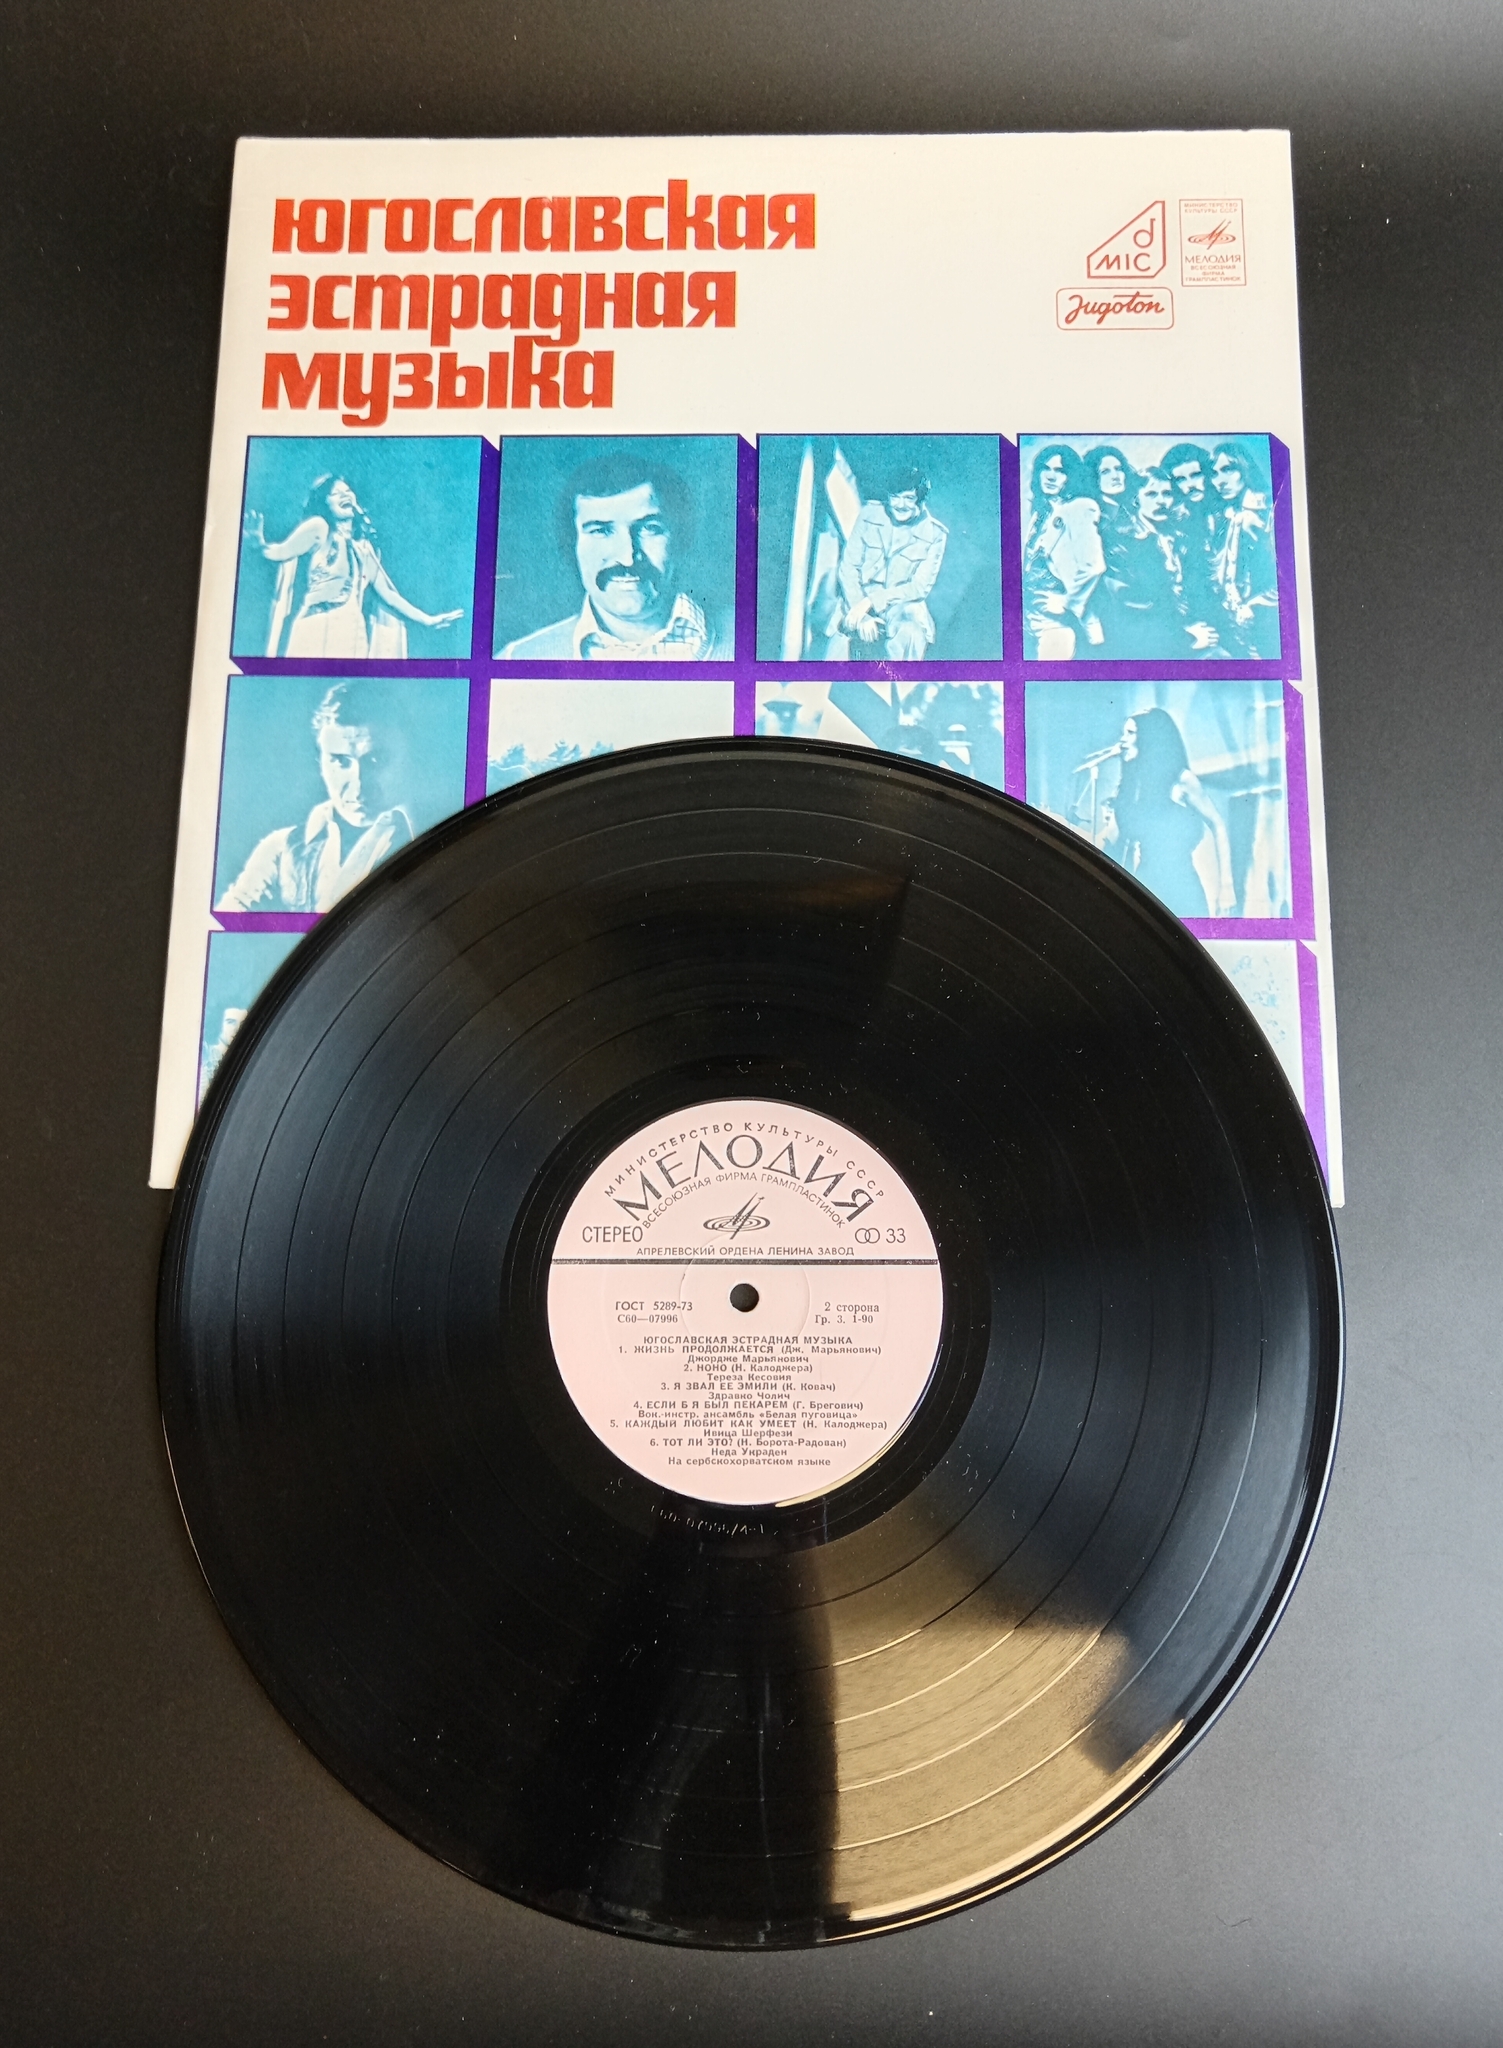 югославская
эстрадная
музыка
MIC
Jugoton
МИНИСТЕРСТВО
КУЛЬТУРЫ СССР
МЕЛОДИЯ
ВСЕСОЮЗНАЯ
ФИРМА
ГРАМПЛАСТИНОК
МИНИСТЕРСТВО КУЛЬТУРЫ СССР
МЕЛОДИЯ
ВСЕСОЮЗНАЯ ФИРМА ГРАМПЛАСТИНОК
СТЕРЕО
33
АПРЕЛЕВСКИЙ ОРДЕНА ЛЕНИНА ЗАВОД
ГОСТ 5289-73
2 сторона
С60—07996
Гр. 3. 1-90
ЮГОСЛАВСКАЯ ЭСТРАДНАЯ МУЗЫКА
1. ЖИЗНЬ ПРОДОЛЖАЕТСЯ (Дж. Марьянович)
Джордже Марьянович
2. НОНО (Н. Калоджера)
Тереза Кесовия
3. Я ЗВАЛ ЕЕ ЭМИЛИ (К. Ковач)
Здравко Чолич
4. ЕСЛИ Б Я БЫЛ ПЕКАРЕМ (Г. Брегович)
Вок.-инстр. ансамбль «Белая пуговица»
5. КАЖДЫЙ ЛЮБИТ КАК УМЕЕТ (Н. Калоджера)
Ивица Шерфези
6. ТОТ ЛИ ЭТО? (Н. Борота-Радован)
Неда Украден
На сербскохорватском языке